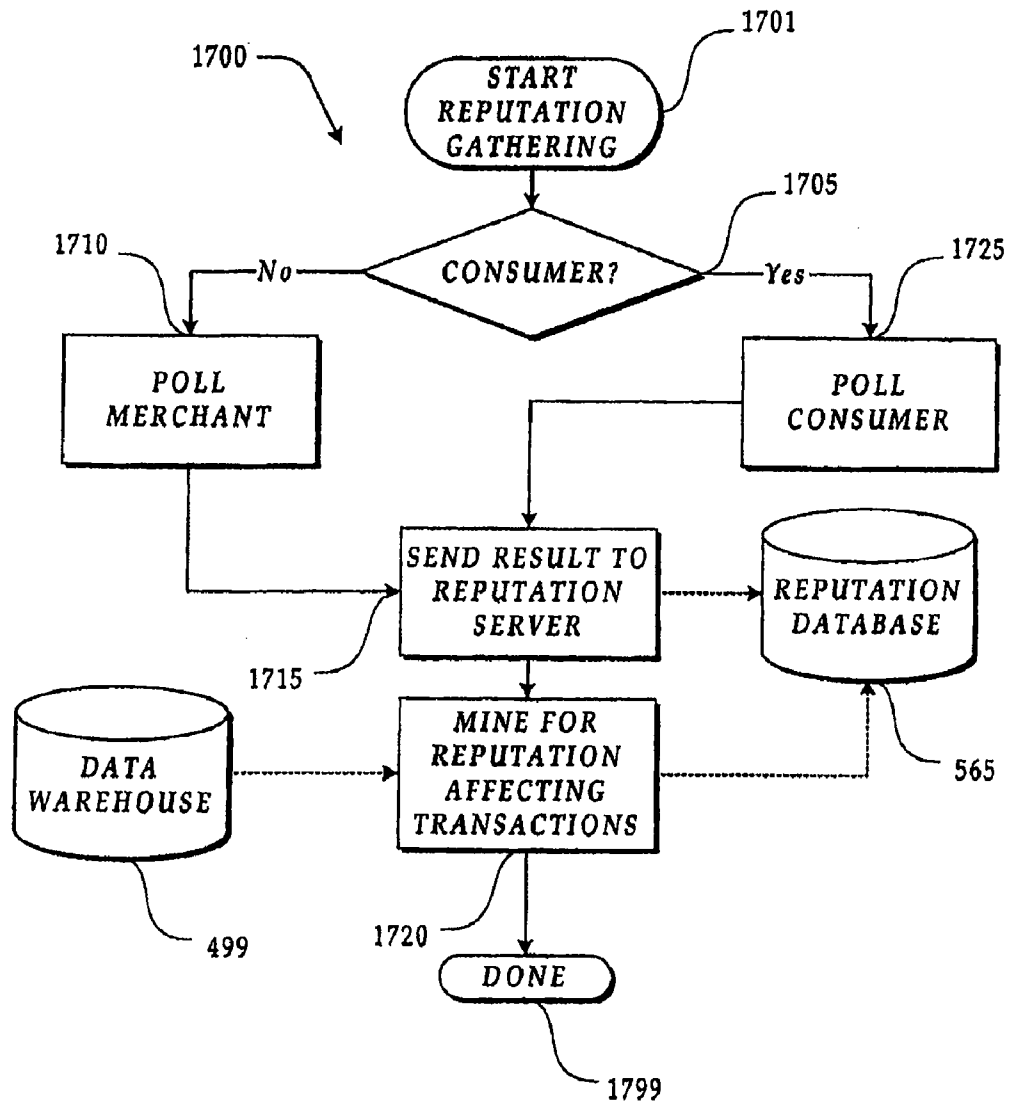 1701
1700
START
REPUTATION
GATHERING
1705
1710
1725
No
CONSUMER?
Yes
POLL
MERCHANT
POLL
CONSUMER
SEND RESULT TO
REPUTATION
SERVER
REPUTATION
DATABASE
1715
MINE FOR
REPUTATION
AFFECTING
TRANSACTIONS
DATA
WAREHOUSE
565
499
1720
DONE
1799